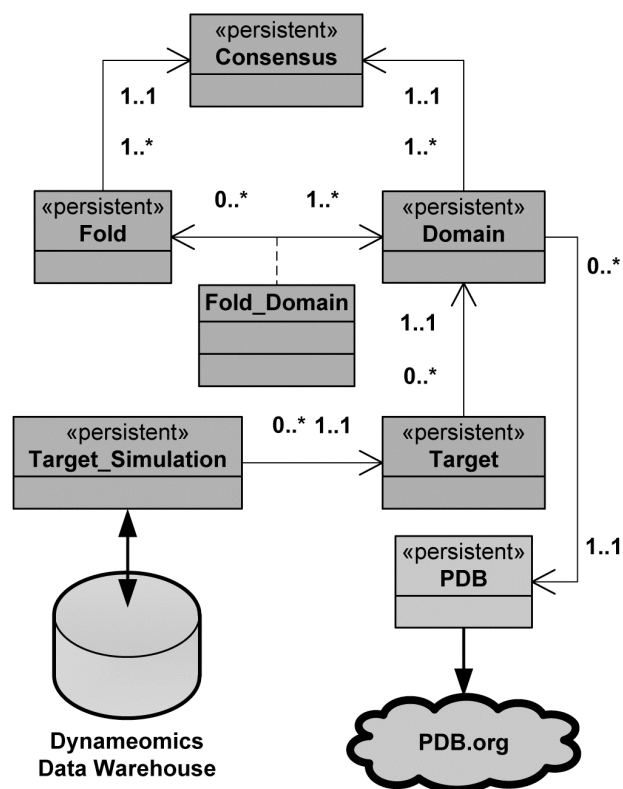 «persistent»
Consensus
1..1
1..1
1..*
1..*
«persistent»
Fold
0..*
1..*
«persistent»
Domain
0..*
Fold_Domain
1..1
0..*
«persistent»
Target_Simulation
0..* 1..1
«persistent»
Target
«persistent»
PDB
1..1
Dynameomics
Data Warehouse
PDB.org